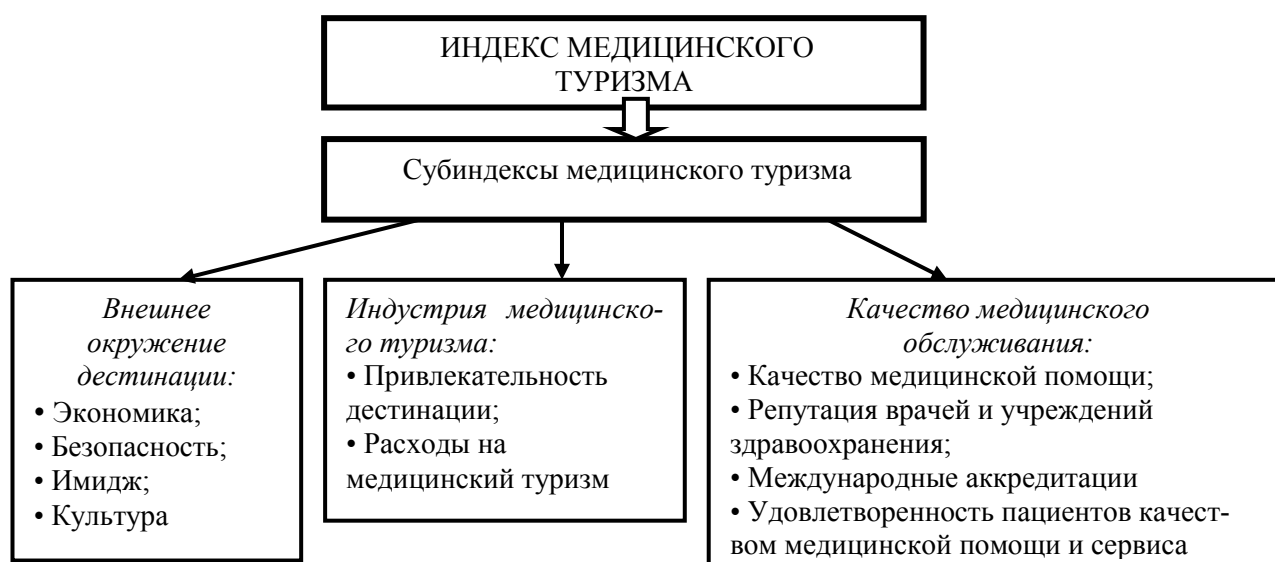 ИНДЕКС МЕДИЦИНСКОГО
ТУРИЗМА
Субиндексы медицинского туризма
Внешнее
окружение
дестинации:
• Экономика;
• Безопасность;
• Имидж;
• Культура
Индустрия медицинско-
го туризма:
• Привлекательность
дестинации;
• Расходы на
медицинский туризм
Качество медицинского
обслуживания:
• Качество медицинской помощи;
• Репутация врачей и учреждений
здравоохранения;
• Международные аккредитации
• Удовлетворенность пациентов качест-
вом медицинской помощи и сервиса